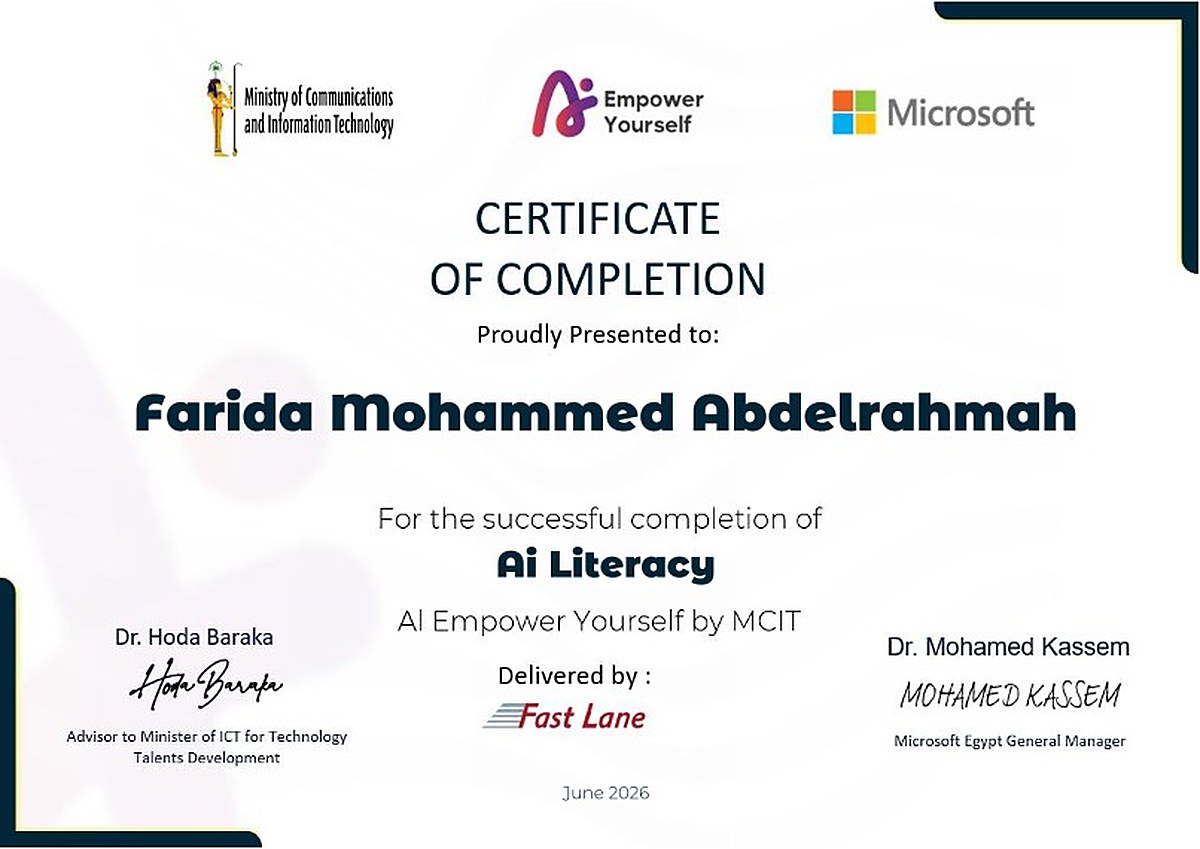 Ministry of Communications
and Information Technology
Empower
Yourself
Microsoft
CERTIFICATE
OF COMPLETION
Proudly Presented to:
Farida Mohammed Abdelrahmah
For the successful completion of
Ai Literacy
AI Empower Yourself by MCIT
Dr. Hoda Baraka
Hoda Baraka
Advisor to Minister of ICT for Technology
Talents Development
Delivered by :
Fast Lane
Dr. Mohamed Kassem
MOHAMED KASSEM
Microsoft Egypt General Manager
June 2026